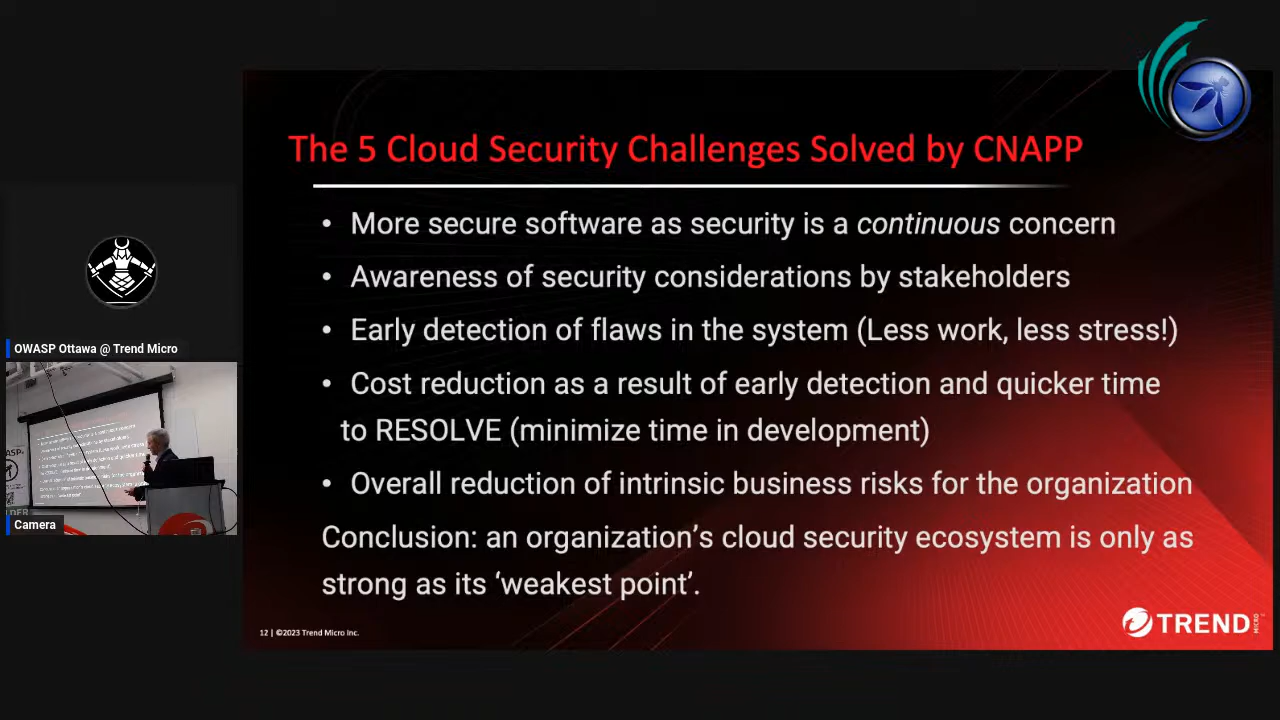 The 5 Cloud Security Challenges Solved by CNAPP
• More secure software as security is a continuous concern
• Awareness of security considerations by stakeholders
• Early detection of flaws in the system (Less work, less stress!)
• Cost reduction as a result of early detection and quicker time
to RESOLVE (minimize time in development)
• Overall reduction of intrinsic business risks for the organization
Conclusion: an organization’s cloud security ecosystem is only as
strong as its ‘weakest point’.
12 | ©2023 Trend Micro Inc.
TREND MICRO
OWASP Ottawa @ Trend Micro
Camera